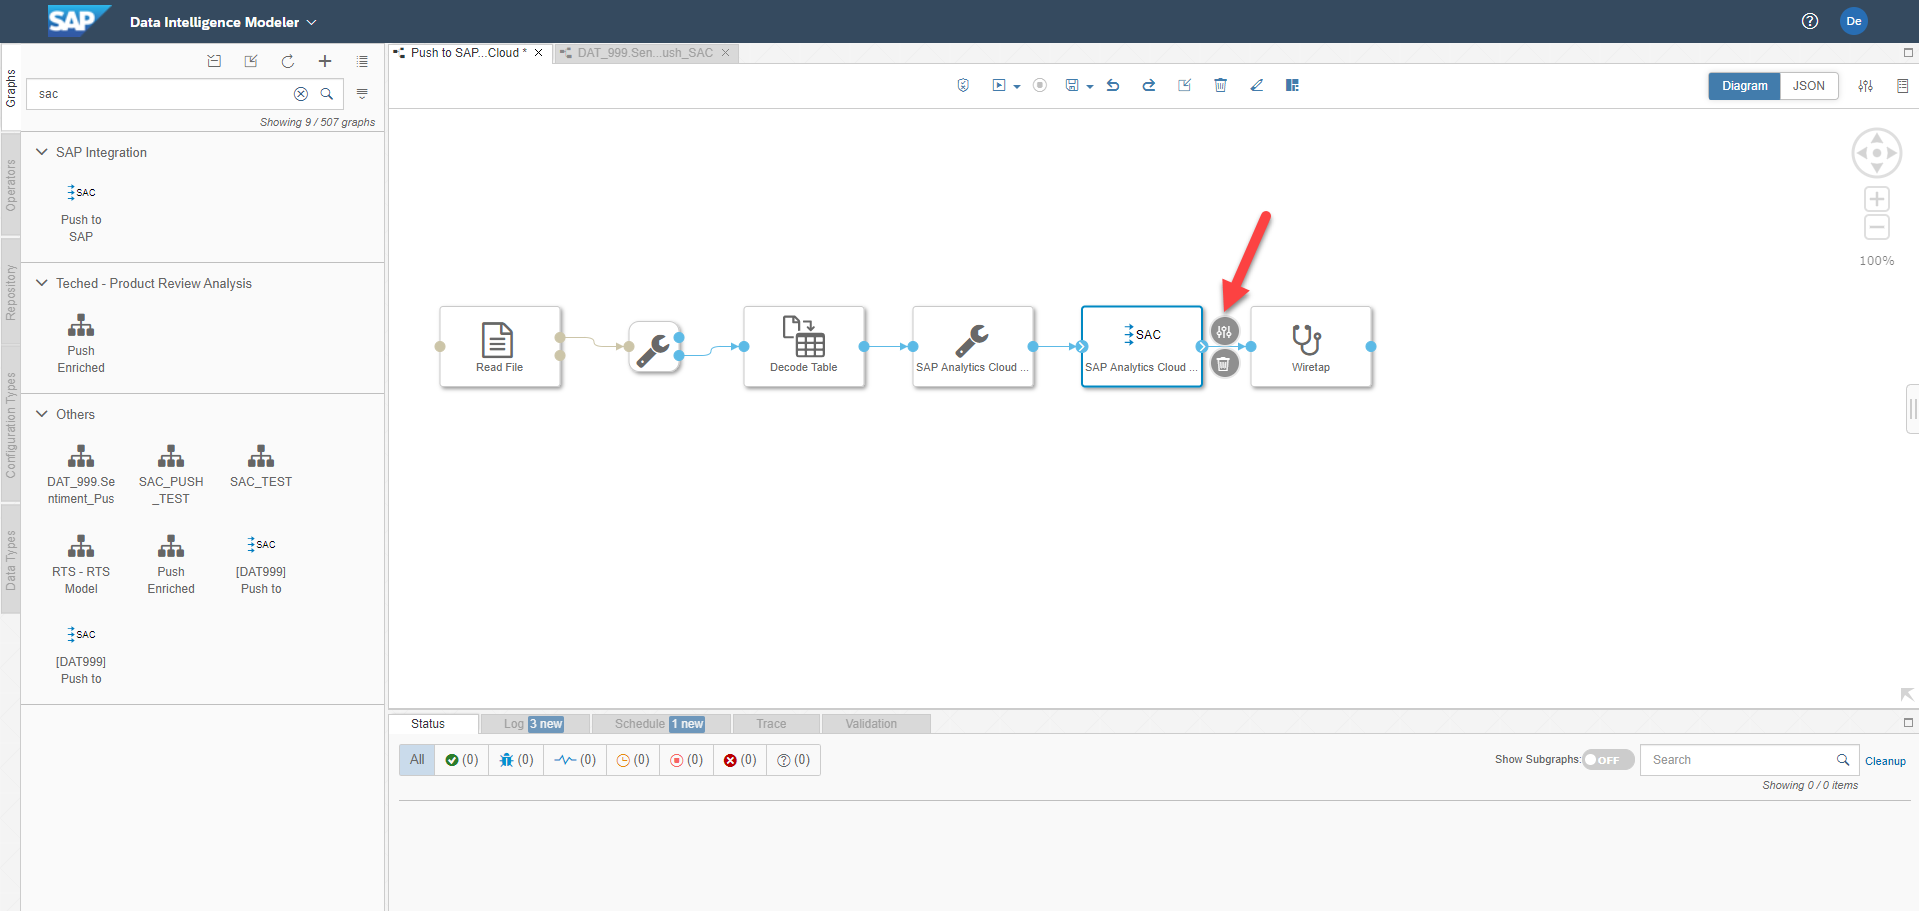 SAP Data Intelligence Modeler De
Push to SAP...Cloud * DAT_999.Sen...ush_SAC
Graphs
Operators
Repository
Configuration Types
Data Types
sac
Showing 9 / 507 graphs
Diagram JSON
SAP Integration
SAC
Push to
SAP
Teched - Product Review Analysis
Push
Enriched
Others
DAT_999.Se
ntiment_Pus
SAC_PUSH
_TEST
SAC_TEST
RTS - RTS
Model
Push
Enriched
SAC
[DAT999]
Push to
SAC
[DAT999]
Push to
100%
Read File
Decode Table
SAP Analytics Cloud ...
SAC
SAP Analytics Cloud ...
Wiretap
Status Log 3 new Schedule 1 new Trace Validation
All (0) (0) (0) (0) (0) (0) (0)
Show Subgraphs: OFF Search Cleanup
Showing 0 / 0 items